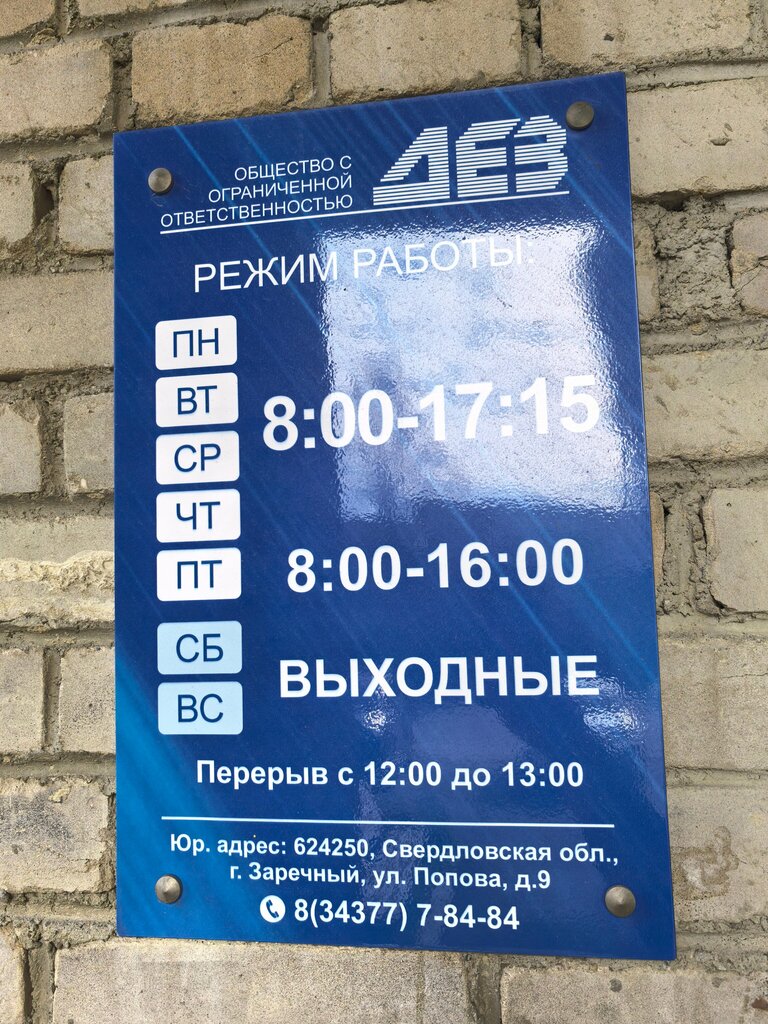 ОБЩЕСТВО С
ОГРАНИЧЕННОЙ
ОТВЕТСТВЕННОСТЬЮ
ДЕЗ
РЕЖИМ РАБОТЫ:
ПН
ВТ
СР
ЧТ
8:00-17:15
ПТ 8:00-16:00
СБ
ВС
ВЫХОДНЫЕ
Перерыв с 12:00 до 13:00
Юр. адрес: 624250, Свердловская обл.,
г. Заречный, ул. Попова, д.9
8(34377) 7-84-84